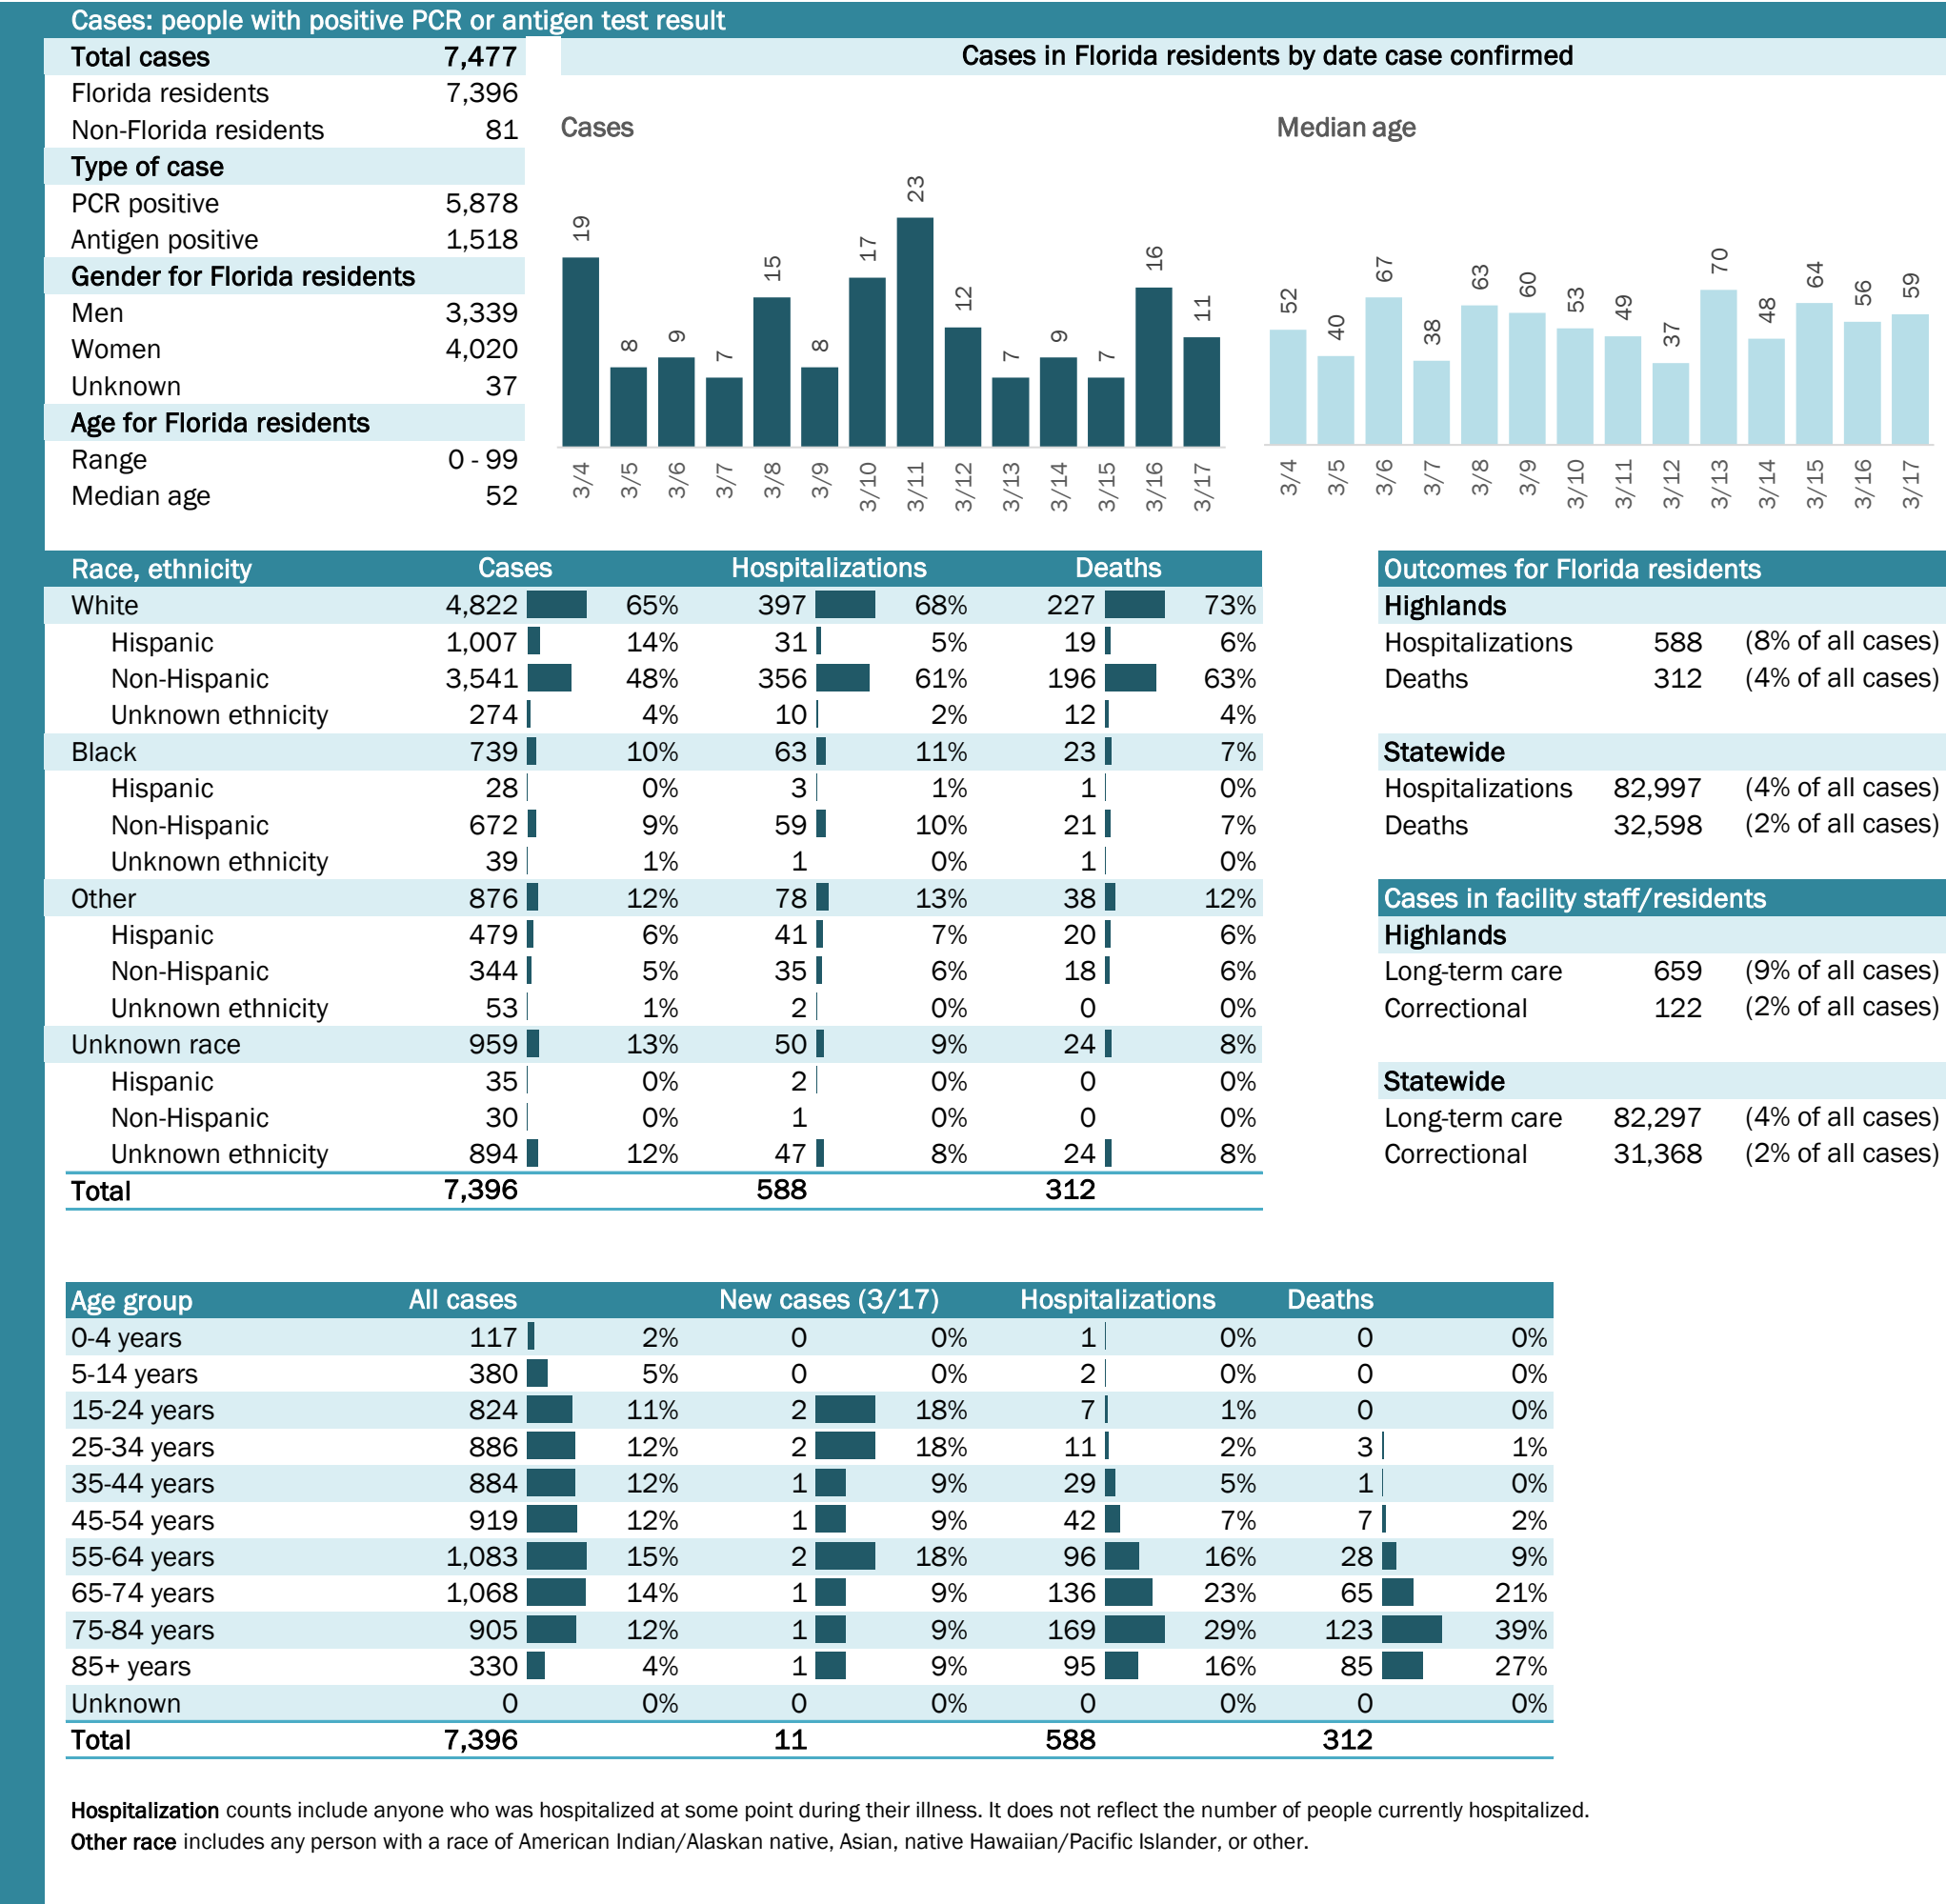 Cases: people with positive PCR or antigen test result
Total cases 7,477
Florida residents 7,396
Non-Florida residents 81
Type of case
PCR positive 5,878
Antigen positive 1,518
Gender for Florida residents
Men 3,339
Women 4,020
Unknown 37
Age for Florida residents
Range 0 - 99
Median age 52
Cases in Florida residents by date case confirmed
Cases
19 8 9 7 15 8 17 23 12 7 9 7 16 11
3/4 3/5 3/6 3/7 3/8 3/9 3/10 3/11 3/12 3/13 3/14 3/15 3/16 3/17
Median age
52 40 67 38 63 60 53 49 37 70 48 64 56 59
3/4 3/5 3/6 3/7 3/8 3/9 3/10 3/11 3/12 3/13 3/14 3/15 3/16 3/17
Race, ethnicity Cases Hospitalizations Deaths
White 4,822 65% 397 68% 227 73%
Hispanic 1,007 14% 31 5% 19 6%
Non-Hispanic 3,541 48% 356 61% 196 63%
Unknown ethnicity 274 4% 10 2% 12 4%
Black 739 10% 63 11% 23 7%
Hispanic 28 0% 3 1% 1 0%
Non-Hispanic 672 9% 59 10% 21 7%
Unknown ethnicity 39 1% 1 0% 1 0%
Other 876 12% 78 13% 38 12%
Hispanic 479 6% 41 7% 20 6%
Non-Hispanic 344 5% 35 6% 18 6%
Unknown ethnicity 53 1% 2 0% 0 0%
Unknown race 959 13% 50 9% 24 8%
Hispanic 35 0% 2 0% 0 0%
Non-Hispanic 30 0% 1 0% 0 0%
Unknown ethnicity 894 12% 47 8% 24 8%
Total 7,396 588 312
Outcomes for Florida residents
Highlands
Hospitalizations 588 (8% of all cases)
Deaths 312 (4% of all cases)
Statewide
Hospitalizations 82,997 (4% of all cases)
Deaths 32,598 (2% of all cases)
Cases in facility staff/residents
Highlands
Long-term care 659 (9% of all cases)
Correctional 122 (2% of all cases)
Statewide
Long-term care 82,297 (4% of all cases)
Correctional 31,368 (2% of all cases)
Age group All cases New cases (3/17) Hospitalizations Deaths
0-4 years 117 2% 0 0% 1 0% 0 0%
5-14 years 380 5% 0 0% 2 0% 0 0%
15-24 years 824 11% 2 18% 7 1% 0 0%
25-34 years 886 12% 2 18% 11 2% 3 1%
35-44 years 884 12% 1 9% 29 5% 1 0%
45-54 years 919 12% 1 9% 42 7% 7 2%
55-64 years 1,083 15% 2 18% 96 16% 28 9%
65-74 years 1,068 14% 1 9% 136 23% 65 21%
75-84 years 905 12% 1 9% 169 29% 123 39%
85+ years 330 4% 1 9% 95 16% 85 27%
Unknown 0 0% 0 0% 0 0% 0 0%
Total 7,396 11 588 312
Hospitalization counts include anyone who was hospitalized at some point during their illness. It does not reflect the number of people currently hospitalized.
Other race includes any person with a race of American Indian/Alaskan native, Asian, native Hawaiian/Pacific Islander, or other.